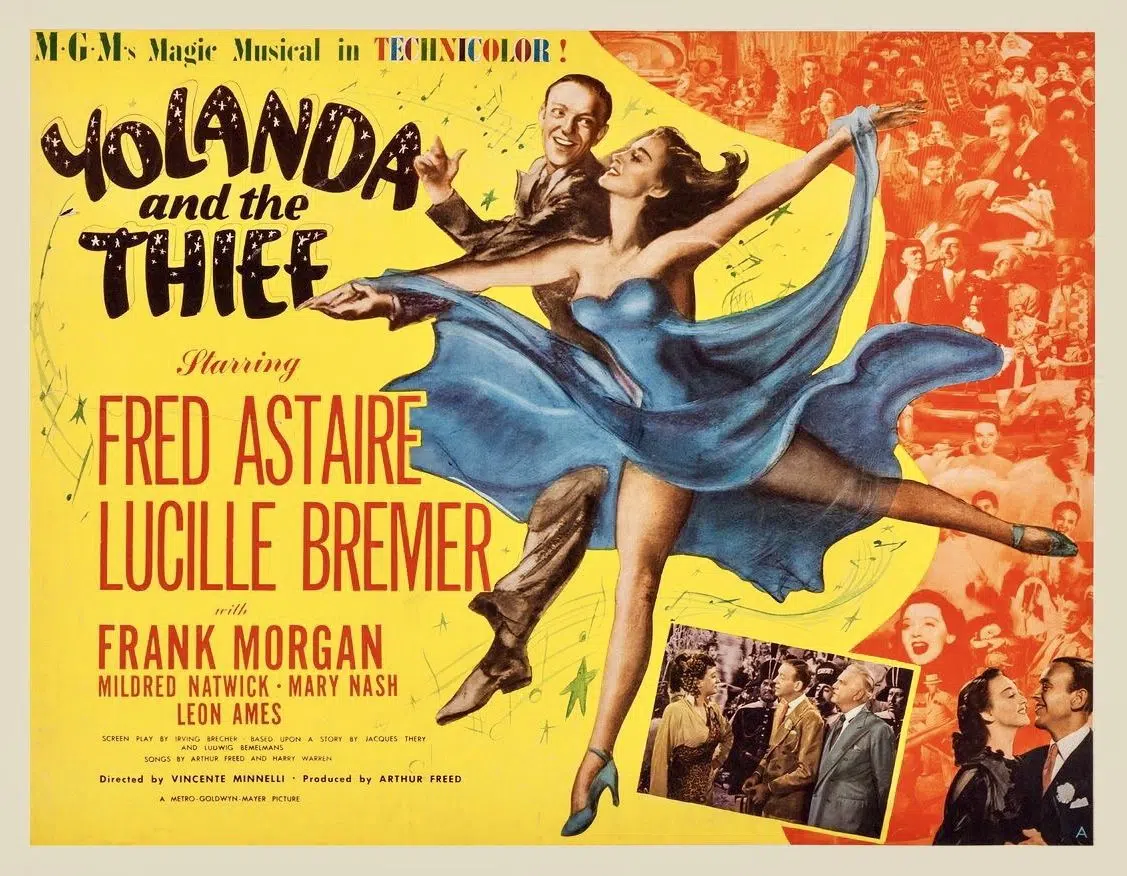 M·G·M's Magic Musical in TECHNICOLOR!
YOLANDA
and the
THIEF
Starring
FRED ASTAIRE
LUCILLE BREMER
with
FRANK MORGAN
MILDRED NATWICK · MARY NASH
LEON AMES
SCREEN PLAY BY IRVING BRECHER · BASED UPON A STORY BY JACQUES THERY
AND LUDWIG BEMELMANS
SONGS BY ARTHUR FREED AND HARRY WARREN
Directed by VINCENTE MINNELLI · Produced by ARTHUR FREED
A METRO-GOLDWYN-MAYER PICTURE
A